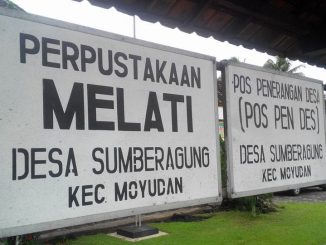 PERPUSTAKAAN
MELATI
DESA SUMBERAGUNG
KEC MOYUDAN
POS PENERANGAN DESA
(POS PEN DES)
DESA SUMBERAGUNG
KEC. MOYUDAN